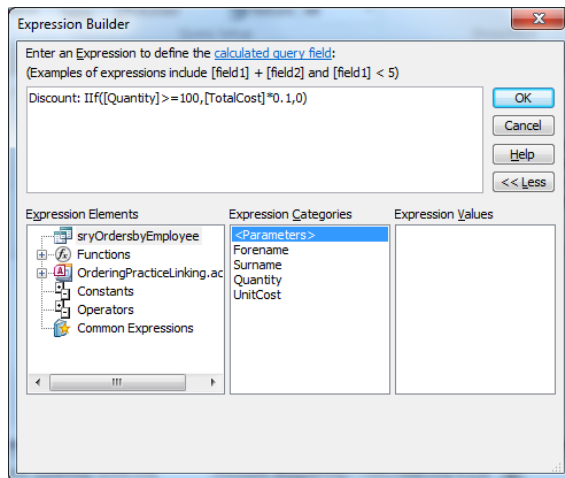 Expression Builder
Enter an Expression to define the calculated query field:
(Examples of expressions include [field1] + [field2] and [field1] < 5)
Discount: IIf([Quantity]>=100,[TotalCost]*0.1,0)
OK
Cancel
Help
<< Less
Expression Elements
sryOrdersbyEmployee
Functions
OrderingPracticeLinking.ac
Constants
Operators
Common Expressions
Expression Categories
<Parameters>
Forename
Surname
Quantity
UnitCost
Expression Values